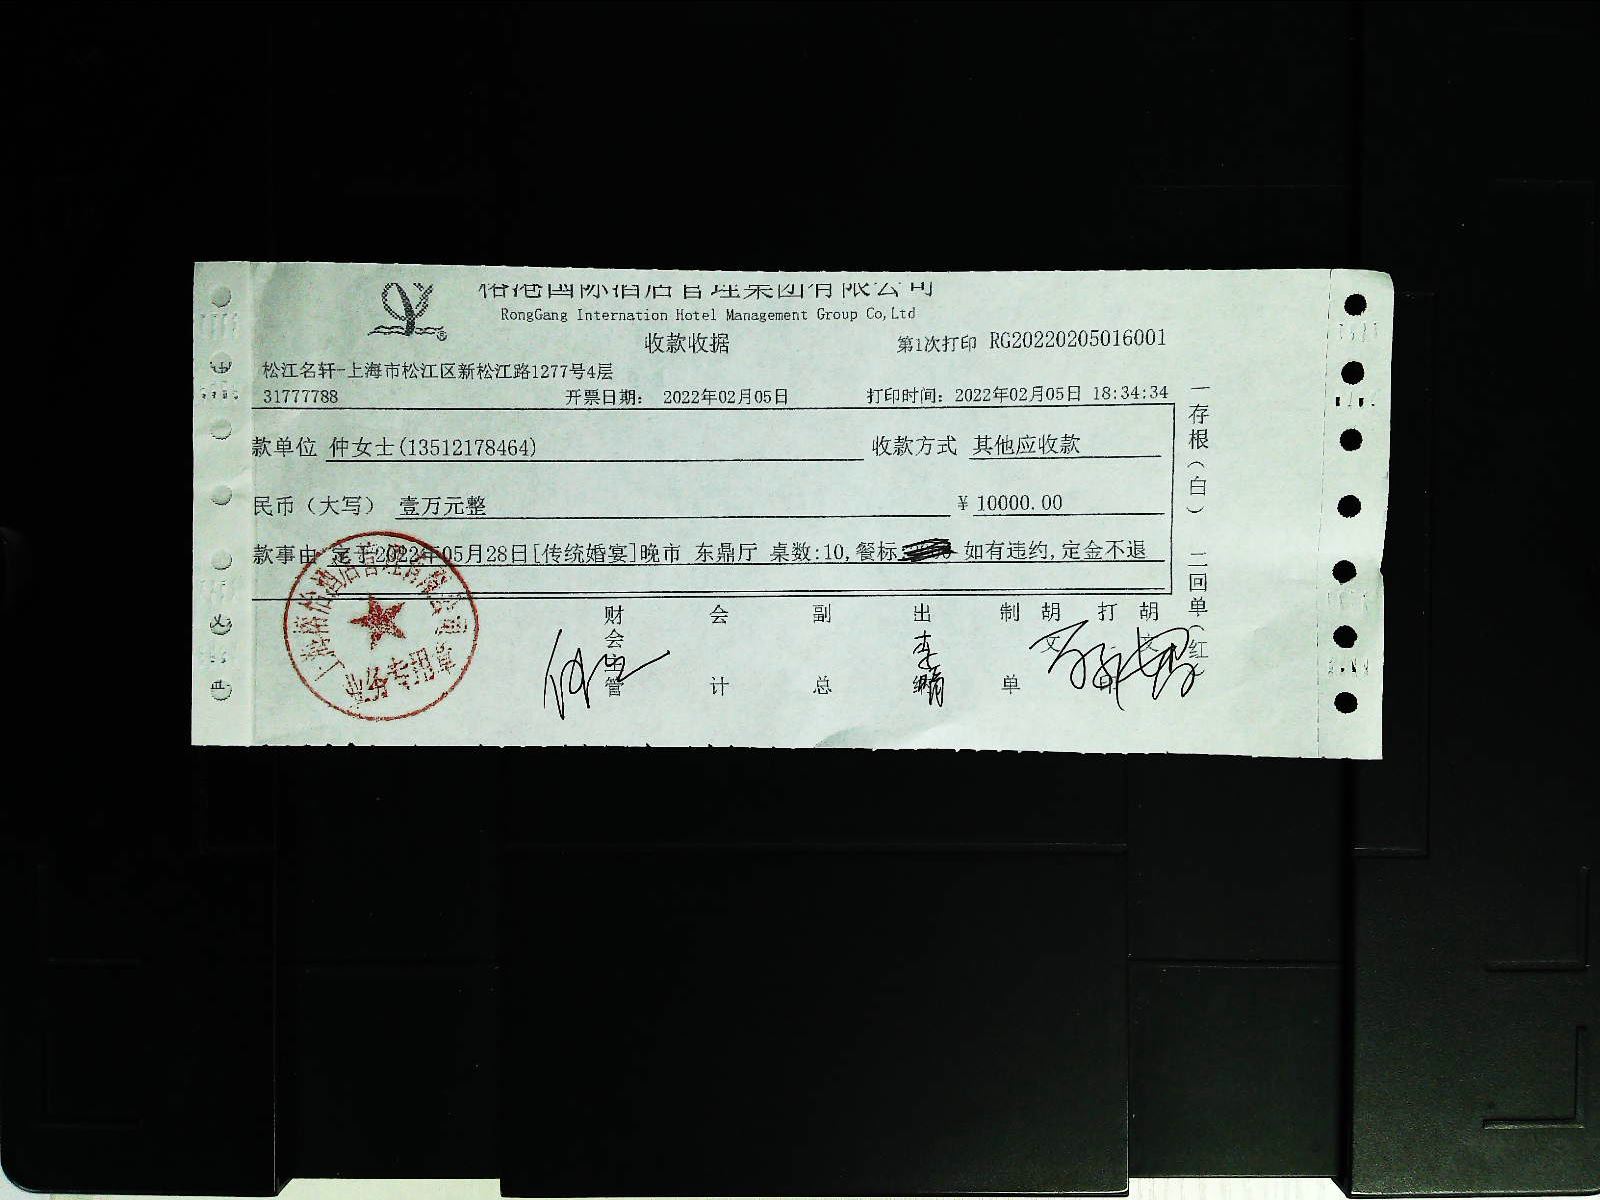 榕港国际酒店管理集团有限公司
RongGang Internation Hotel Management Group Co,Ltd
收款收据
第1次打印 RG20220205016001
松江名轩-上海市松江区新松江路1277号4层
31777788 开票日期: 2022年02月05日 打印时间: 2022年02月05日 18:34:34
款单位 仲女士(13512178464) 收款方式 其他应收款
民币（大写） 壹万元整 ¥ 10000.00
款事由 定于2022年05月28日[传统婚宴]晚市 东鼎厅 桌数:10,餐标 如有违约,定金不退
财会主管 会计 副总 出 制单 胡文 打印 胡文
一存根（白） 二回单（红
业务专用章